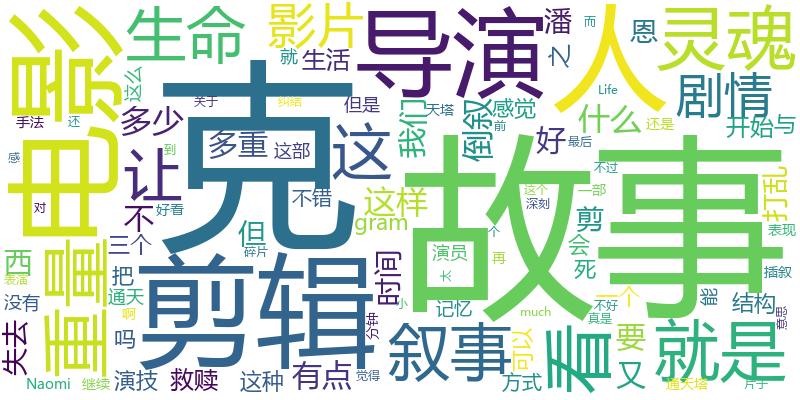 电影
生命
影片
导演
人
灵魂
克
故事
剪辑
让
这
重量
叙事
看
就是
剧情
倒叙
我们
多少
多重
生活
就
但是
潘
之
恩
而
Life
什么
开始与
打乱
感觉
好
天塔
前
还是
最后
这么
关于
纠结
手法
还
感
到
对
好看
不
这部
不错
这样
gram
但
碎片
三个
把
西
表演
没有
通天
啊
吗
失去
Naomi
继续
演技
救赎
这种
有点
时间
分钟
觉得
小
记忆
演员
太
这个
深刻
个
再
一部
不过
剪
会
死
表现
插叙
能
一个
结构
意思
不好
真是
可以
要
又
方式
much
通天塔
片子